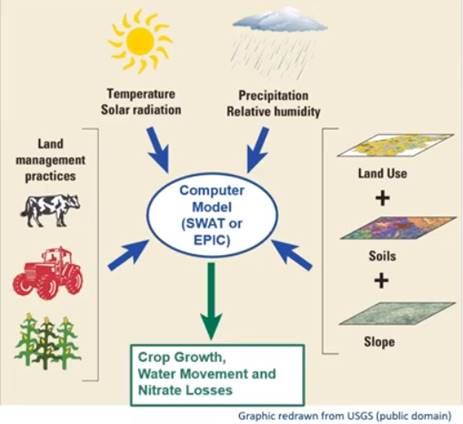 Temperature
Solar radiation
Precipitation
Relative humidity
Land
management
practices
Computer
Model
(SWAT or
EPIC)
Land Use
+
Soils
+
Slope
Crop Growth,
Water Movement and
Nitrate Losses
Graphic redrawn from USGS (public domain)